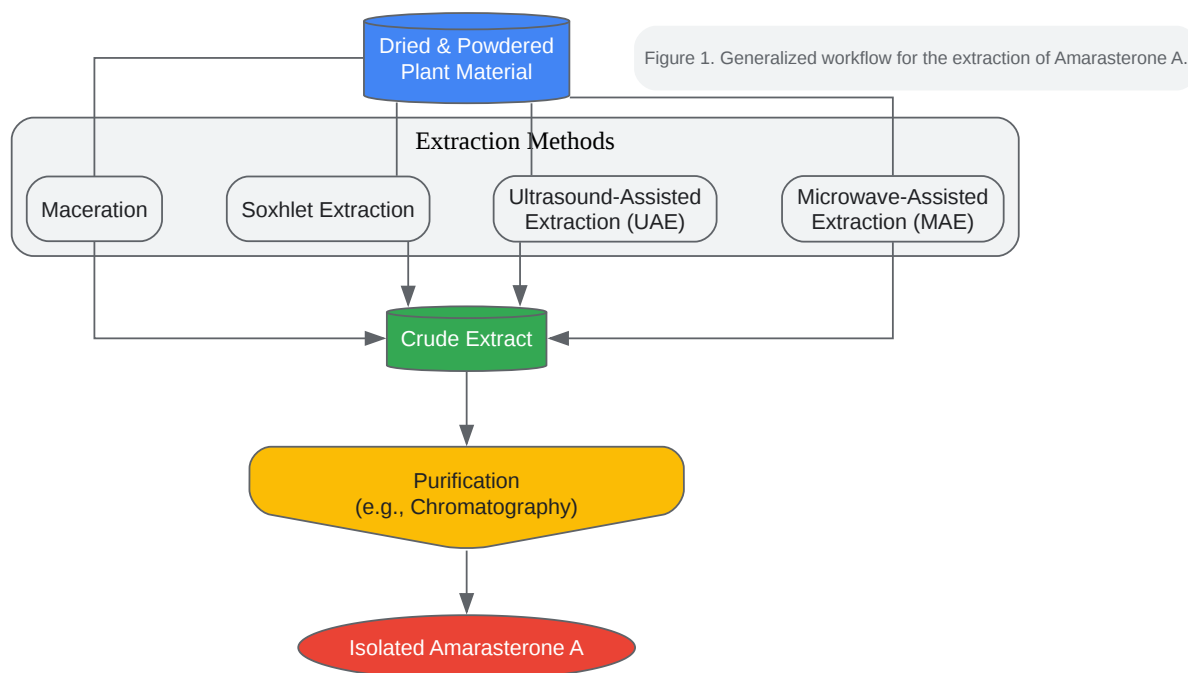 Dried & Powdered
Plant Material
Figure 1. Generalized workflow for the extraction of Amarasterone A.
Extraction Methods
Maceration
Soxhlet Extraction
Ultrasound-Assisted
Extraction (UAE)
Microwave-Assisted
Extraction (MAE)
Crude Extract
Purification
(e.g., Chromatography)
Isolated Amarasterone A